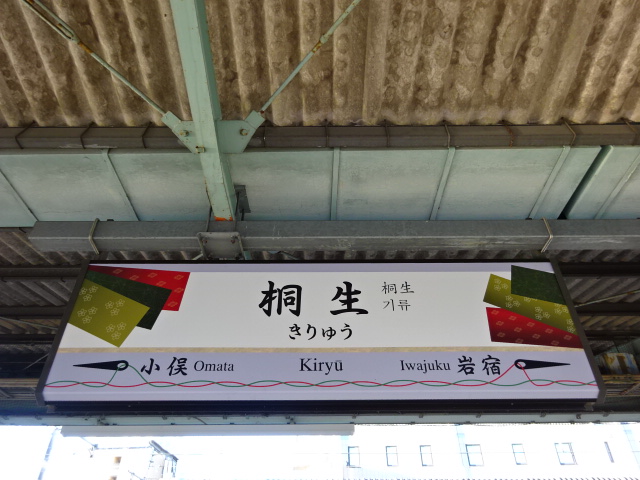 桐生 桐生
기류
きりゅう
小俣 Omata Kiryū Iwajuku 岩宿